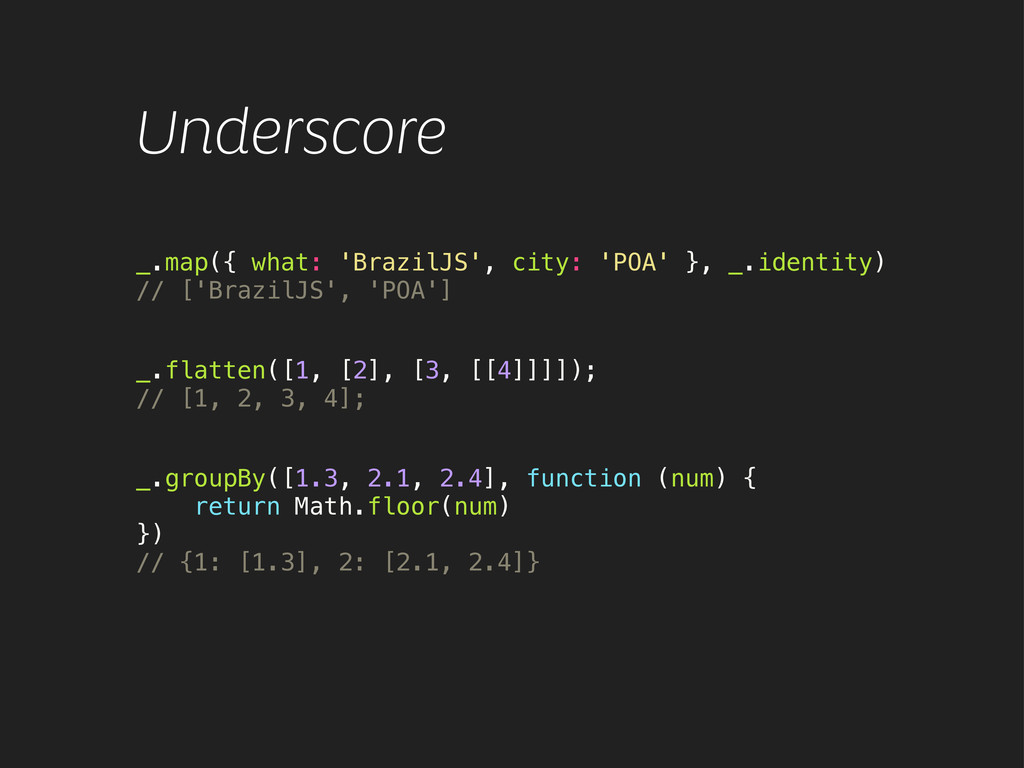 Underscore
_.map({ what: 'BrazilJS', city: 'POA' }, _.identity)
// ['BrazilJS', 'POA']
_.flatten([1, [2], [3, [[4]]]]);
// [1, 2, 3, 4];
_.groupBy([1.3, 2.1, 2.4], function (num) {
return Math.floor(num)
})
// {1: [1.3], 2: [2.1, 2.4]}